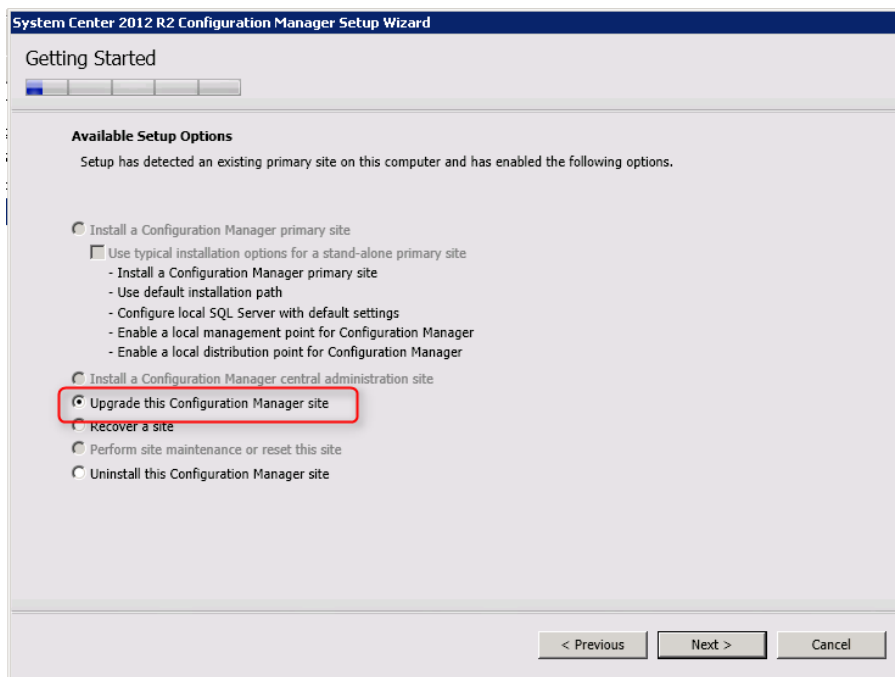 System Center 2012 R2 Configuration Manager Setup Wizard
Getting Started
Available Setup Options
Setup has detected an existing primary site on this computer and has enabled the following options.
Install a Configuration Manager primary site
Use typical installation options for a stand-alone primary site
- Install a Configuration Manager primary site
- Use default installation path
- Configure local SQL Server with default settings
- Enable a local management point for Configuration Manager
- Enable a local distribution point for Configuration Manager
Install a Configuration Manager central administration site
Upgrade this Configuration Manager site
Recover a site
Perform site maintenance or reset this site
Uninstall this Configuration Manager site
< Previous
Next >
Cancel